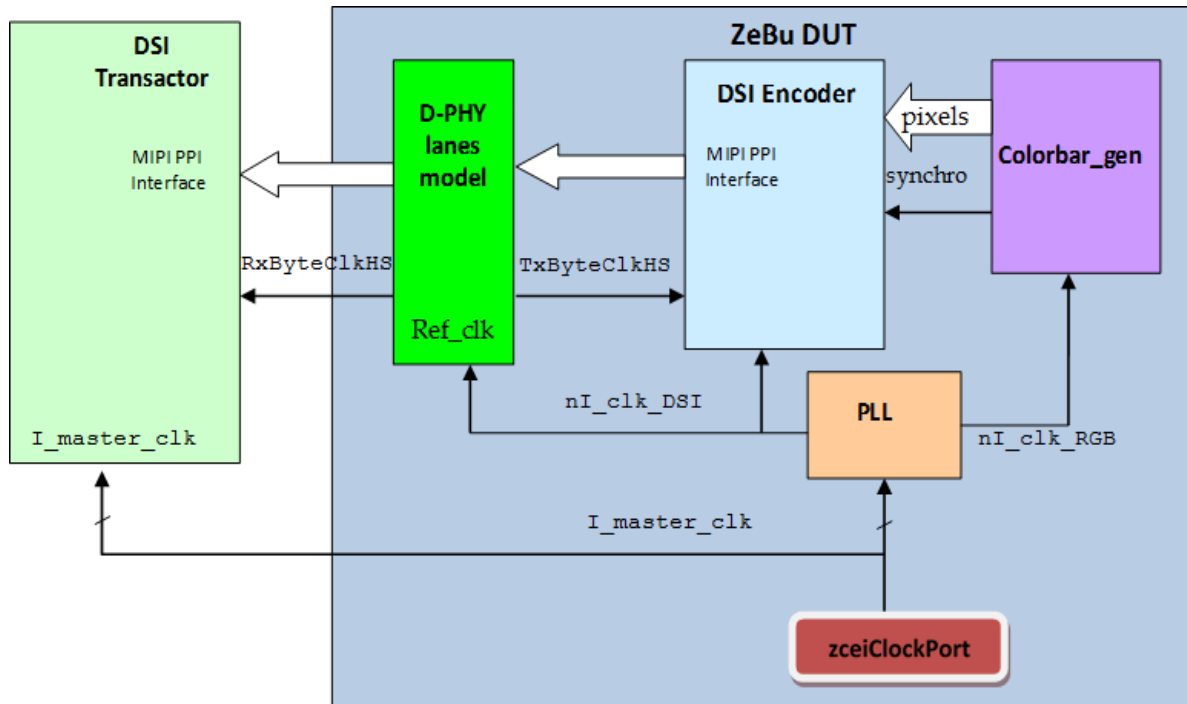 ZeBu DUT
DSI
Transactor
MIPI PPI
Interface
I_master_clk
D-PHY
lanes
model
Ref_clk
RxByteClkHS
TxByteClkHS
DSI Encoder
MIPI PPI
Interface
pixels
synchro
Colorbar_gen
nI_clk_DSI
PLL
nI_clk_RGB
I_master_clk
zceiClockPort